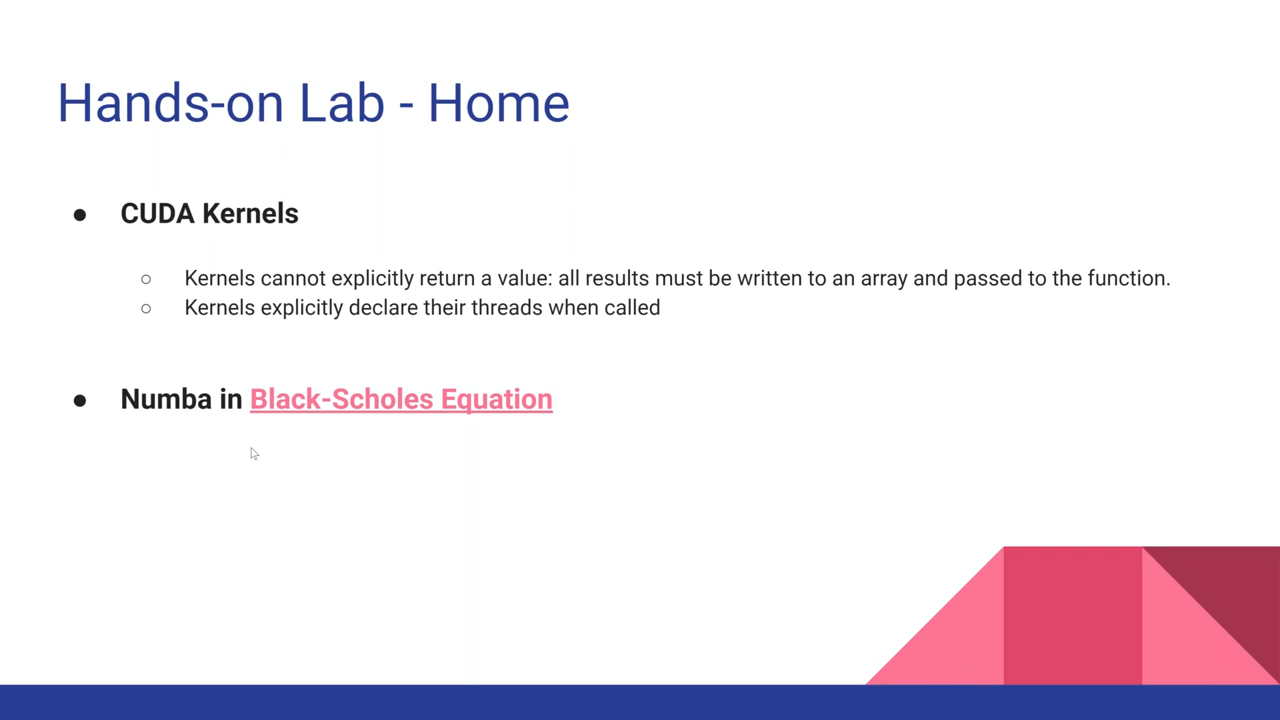 Hands-on Lab - Home
● CUDA Kernels
○ Kernels cannot explicitly return a value: all results must be written to an array and passed to the function.
○ Kernels explicitly declare their threads when called
● Numba in Black-Scholes Equation